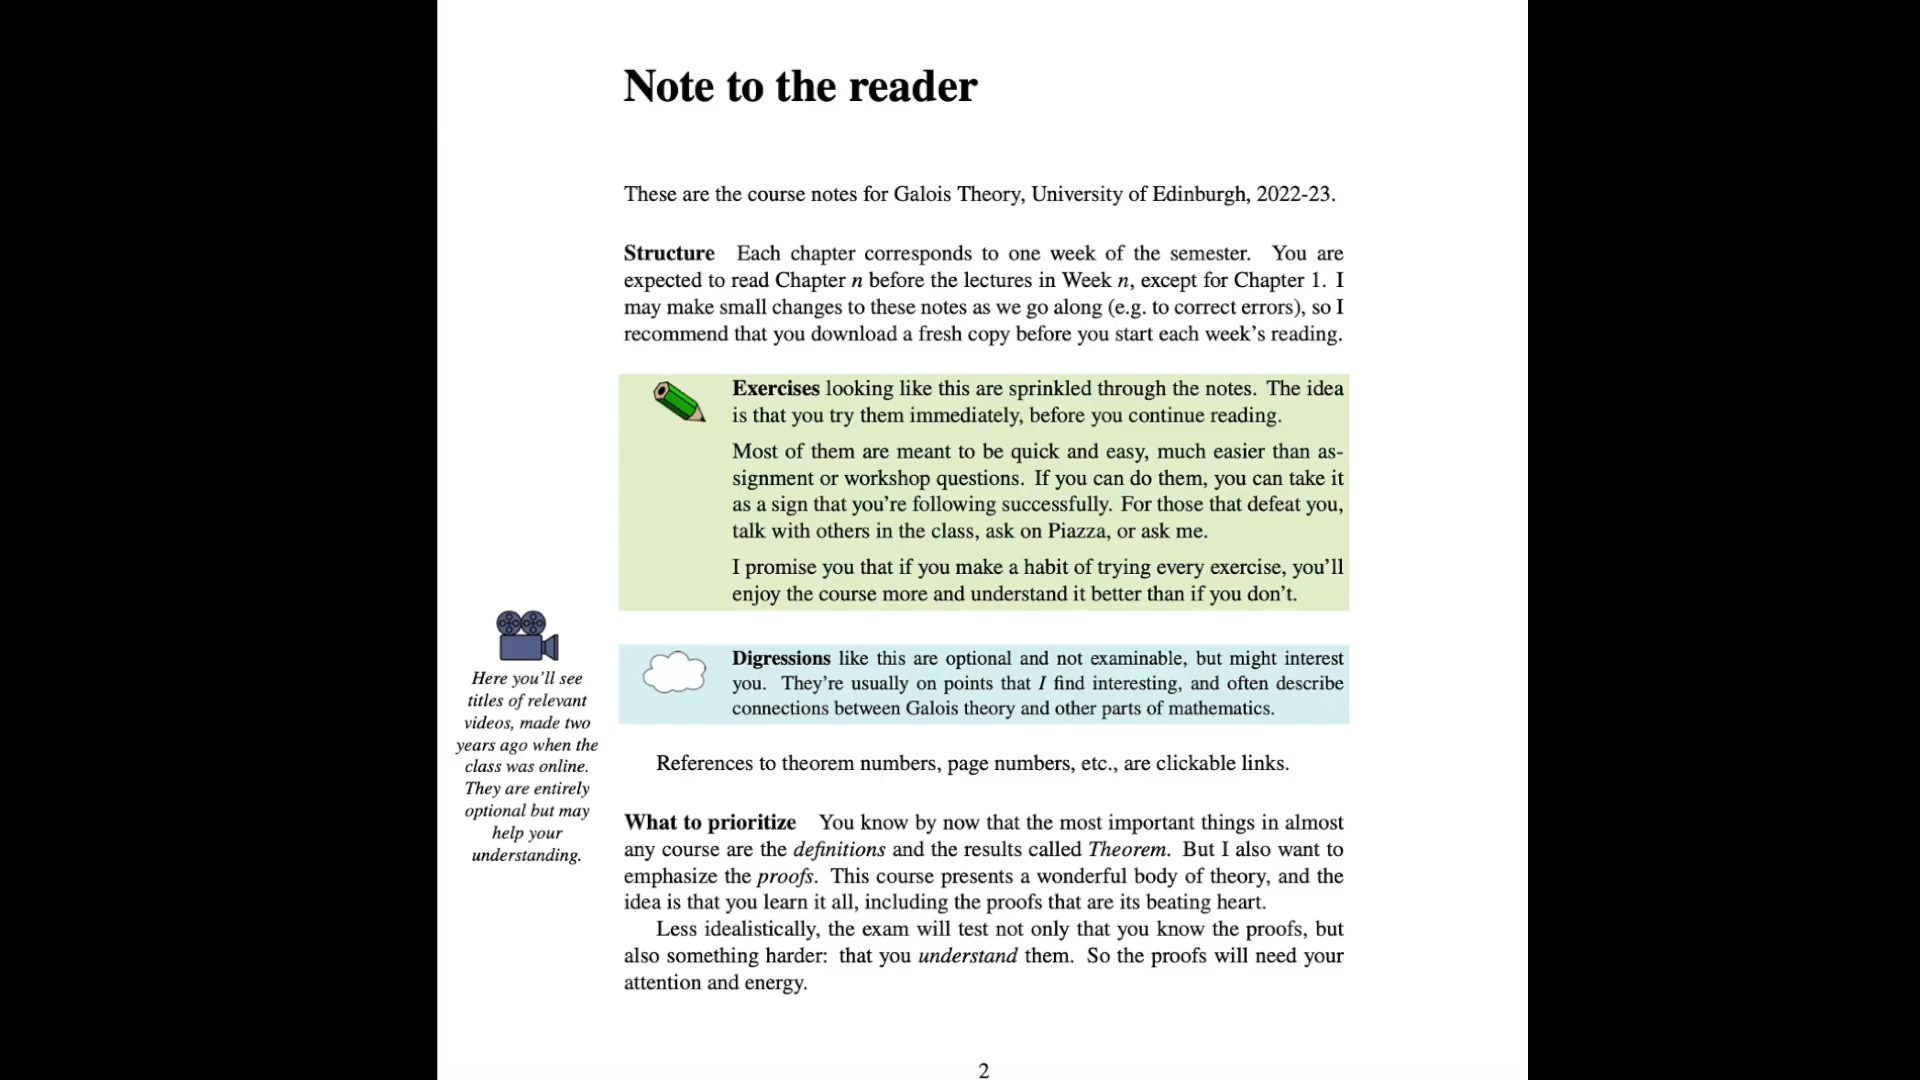 Note to the reader
These are the course notes for Galois Theory, University of Edinburgh, 2022-23.
Structure Each chapter corresponds to one week of the semester. You are
expected to read Chapter n before the lectures in Week n, except for Chapter 1. I
may make small changes to these notes as we go along (e.g. to correct errors), so I
recommend that you download a fresh copy before you start each week's reading.
Exercises looking like this are sprinkled through the notes. The idea
is that you try them immediately, before you continue reading.
Most of them are meant to be quick and easy, much easier than as-
signment or workshop questions. If you can do them, you can take it
as a sign that you're following successfully. For those that defeat you,
talk with others in the class, ask on Piazza, or ask me.
I promise you that if you make a habit of trying every exercise, you'll
enjoy the course more and understand it better than if you don't.
Here you'll see
titles of relevant
videos, made two
years ago when the
class was online.
They are entirely
optional but may
help your
understanding.
Digressions like this are optional and not examinable, but might interest
you. They're usually on points that I find interesting, and often describe
connections between Galois theory and other parts of mathematics.
References to theorem numbers, page numbers, etc., are clickable links.
What to prioritize You know by now that the most important things in almost
any course are the definitions and the results called Theorem. But I also want to
emphasize the proofs. This course presents a wonderful body of theory, and the
idea is that you learn it all, including the proofs that are its beating heart.
Less idealistically, the exam will test not only that you know the proofs, but
also something harder: that you understand them. So the proofs will need your
attention and energy.
2